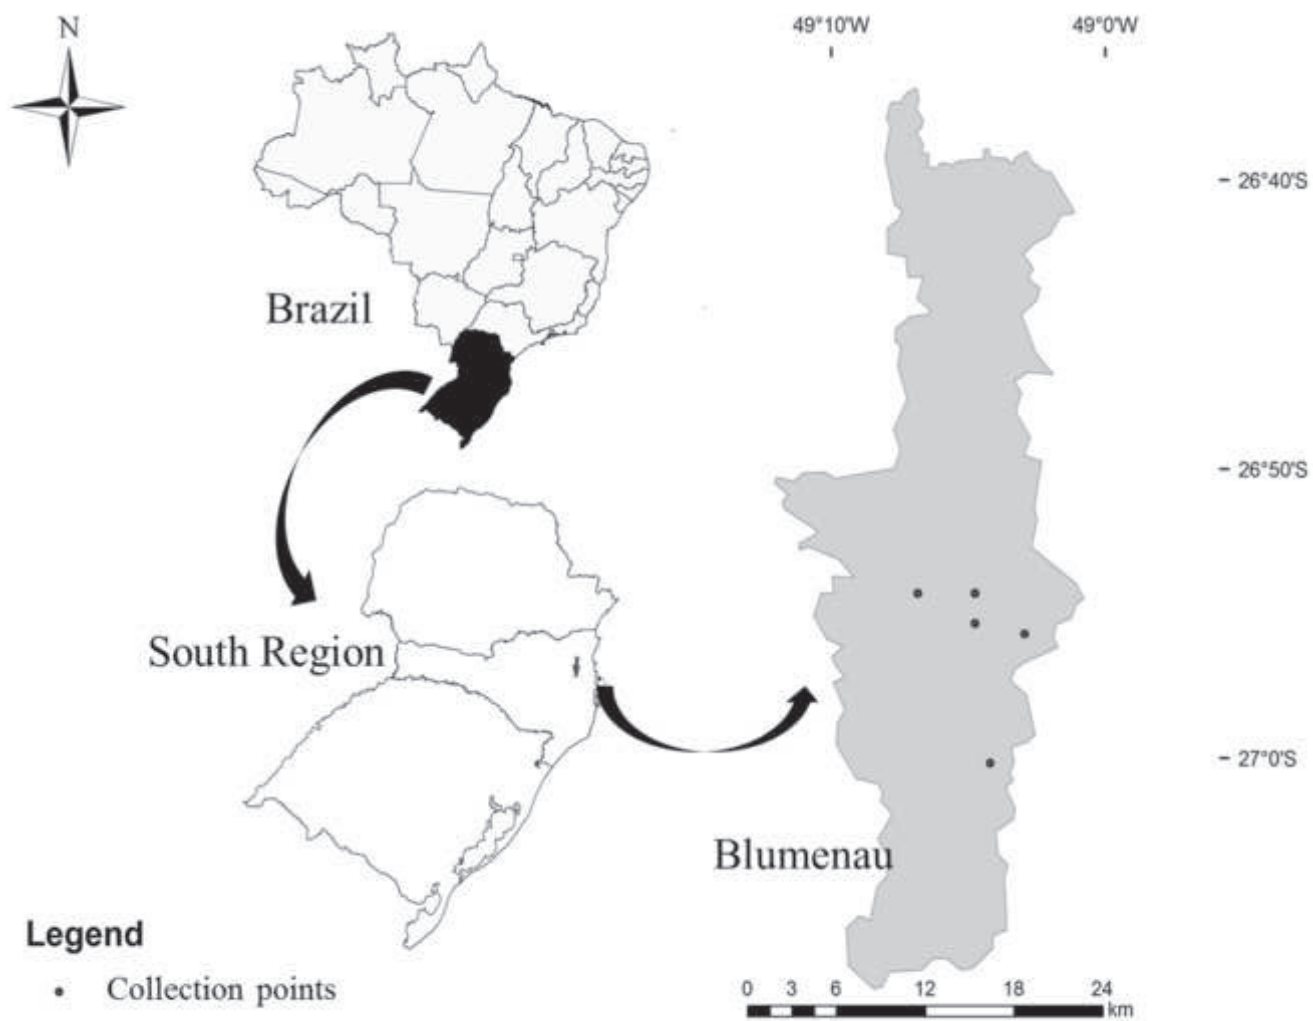 N
49°10'W 49°0'W
26°40'S
Brazil
26°50'S
South Region
27°0'S
Blumenau
Legend
Collection points
0 3 6 12 18 24
km